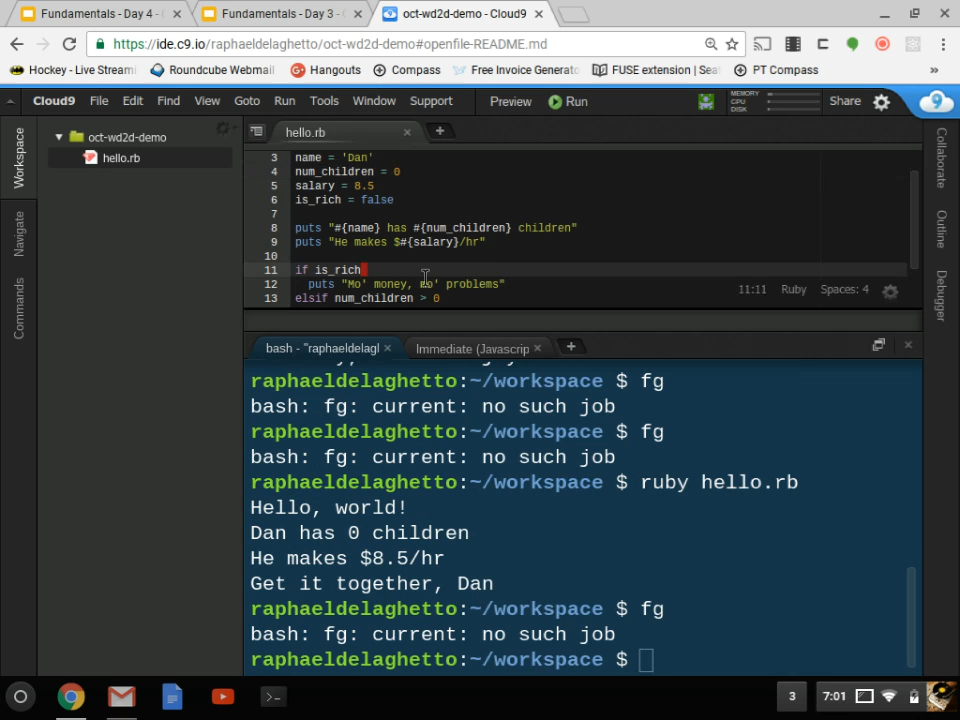 Fundamentals - Day 4 -
Fundamentals - Day 3 -
oct-wd2d-demo - Cloud9
https://ide.c9.io/raphaeldelaghetto/oct-wd2d-demo#openfile-README.md
Hockey - Live Streami
Roundcube Webmail
Hangouts
Compass
Free Invoice Generato
FUSE extension | Sea
PT Compass
»
Cloud9 File Edit Find View Goto Run Tools Window Support Preview Run
MEMORY
CPU
DISK
Share
Workspace
Navigate
Commands
oct-wd2d-demo
hello.rb
hello.rb
3 name = 'Dan'
4 num_children = 0
5 salary = 8.5
6 is_rich = false
7
8 puts "#{name} has #{num_children} children"
9 puts "He makes $#{salary}/hr"
10
11 if is_rich
12 puts "Mo' money, mo' problems"
13 elsif num_children > 0
11:11 Ruby Spaces: 4
Collaborate
Outline
Debugger
bash - "raphaeldelagl
Immediate (Javascrip
raphaeldelaghetto:~/workspace $ fg
bash: fg: current: no such job
raphaeldelaghetto:~/workspace $ fg
bash: fg: current: no such job
raphaeldelaghetto:~/workspace $ ruby hello.rb
Hello, world!
Dan has 0 children
He makes $8.5/hr
Get it together, Dan
raphaeldelaghetto:~/workspace $ fg
bash: fg: current: no such job
raphaeldelaghetto:~/workspace $
3
7:01